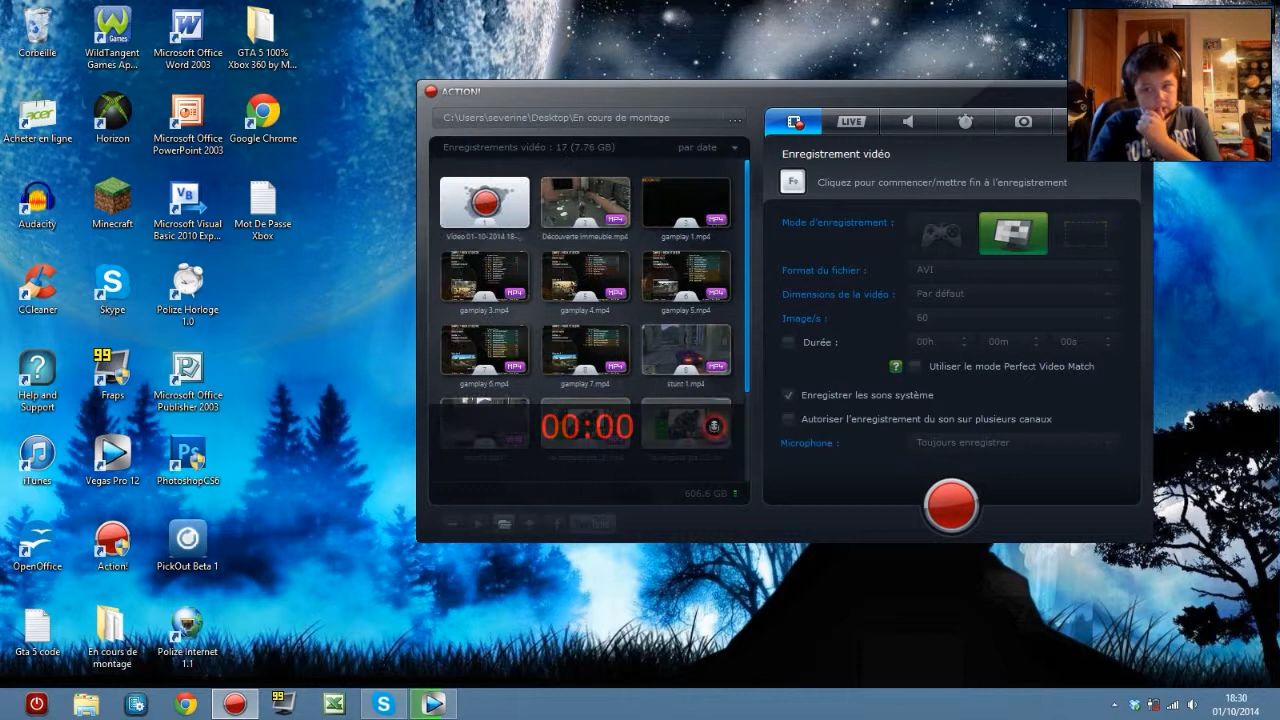 Corbeille
WildTangent
Games Ap...
Microsoft Office
Word 2003
GTA 5 100%
Xbox 360 by M...
acer
Acheter en ligne
Horizon
Microsoft Office
PowerPoint 2003
Google Chrome
Audacity
Minecraft
VB
Microsoft Visual
Basic 2010 Exp...
Mot De Passe
Xbox
CCleaner
Skype
Polize Horloge
1.0
Help and
Support
99
Fraps
Microsoft Office
Publisher 2003
iTunes
Vegas Pro 12
PhotoshopCS6
OpenOffice
Action!
PickOut Beta 1
Gta 5 code
En cours de
montage
Polize Internet
1.1
ACTION!
C:\Users\severine\Desktop\En cours de montage
...
Enregistrements vidéo : 17 (7.76 GB)
par date
Vidéo 01-10-2014 18-...
Découverte immeuble.mp4
gamplay 1.mp4
gamplay 3.mp4
gamplay 4.mp4
gamplay 5.mp4
gamplay 6.mp4
gamplay 7.mp4
stunt 1.mp4
00:00
606.6 GB
LIVE
Enregistrement vidéo
F9
Cliquez pour commencer/mettre fin à l'enregistrement
Mode d'enregistrement :
Format du fichier :
AVI
Dimensions de la vidéo :
Par défaut
Image/s :
60
Durée :
00h
00m
00s
Utiliser le mode Perfect Video Match
Enregistrer les sons système
Autoriser l'enregistrement du son sur plusieurs canaux
Microphone :
Toujours enregistrer
99
18:30
01/10/2014